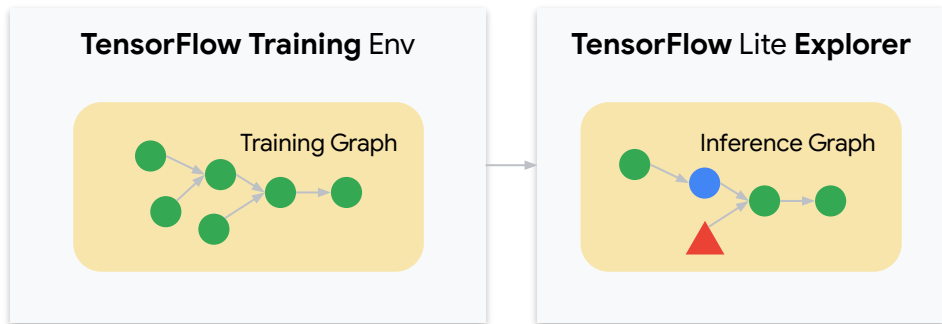 TensorFlow Training Env
Training Graph
TensorFlow Lite Explorer
Inference Graph